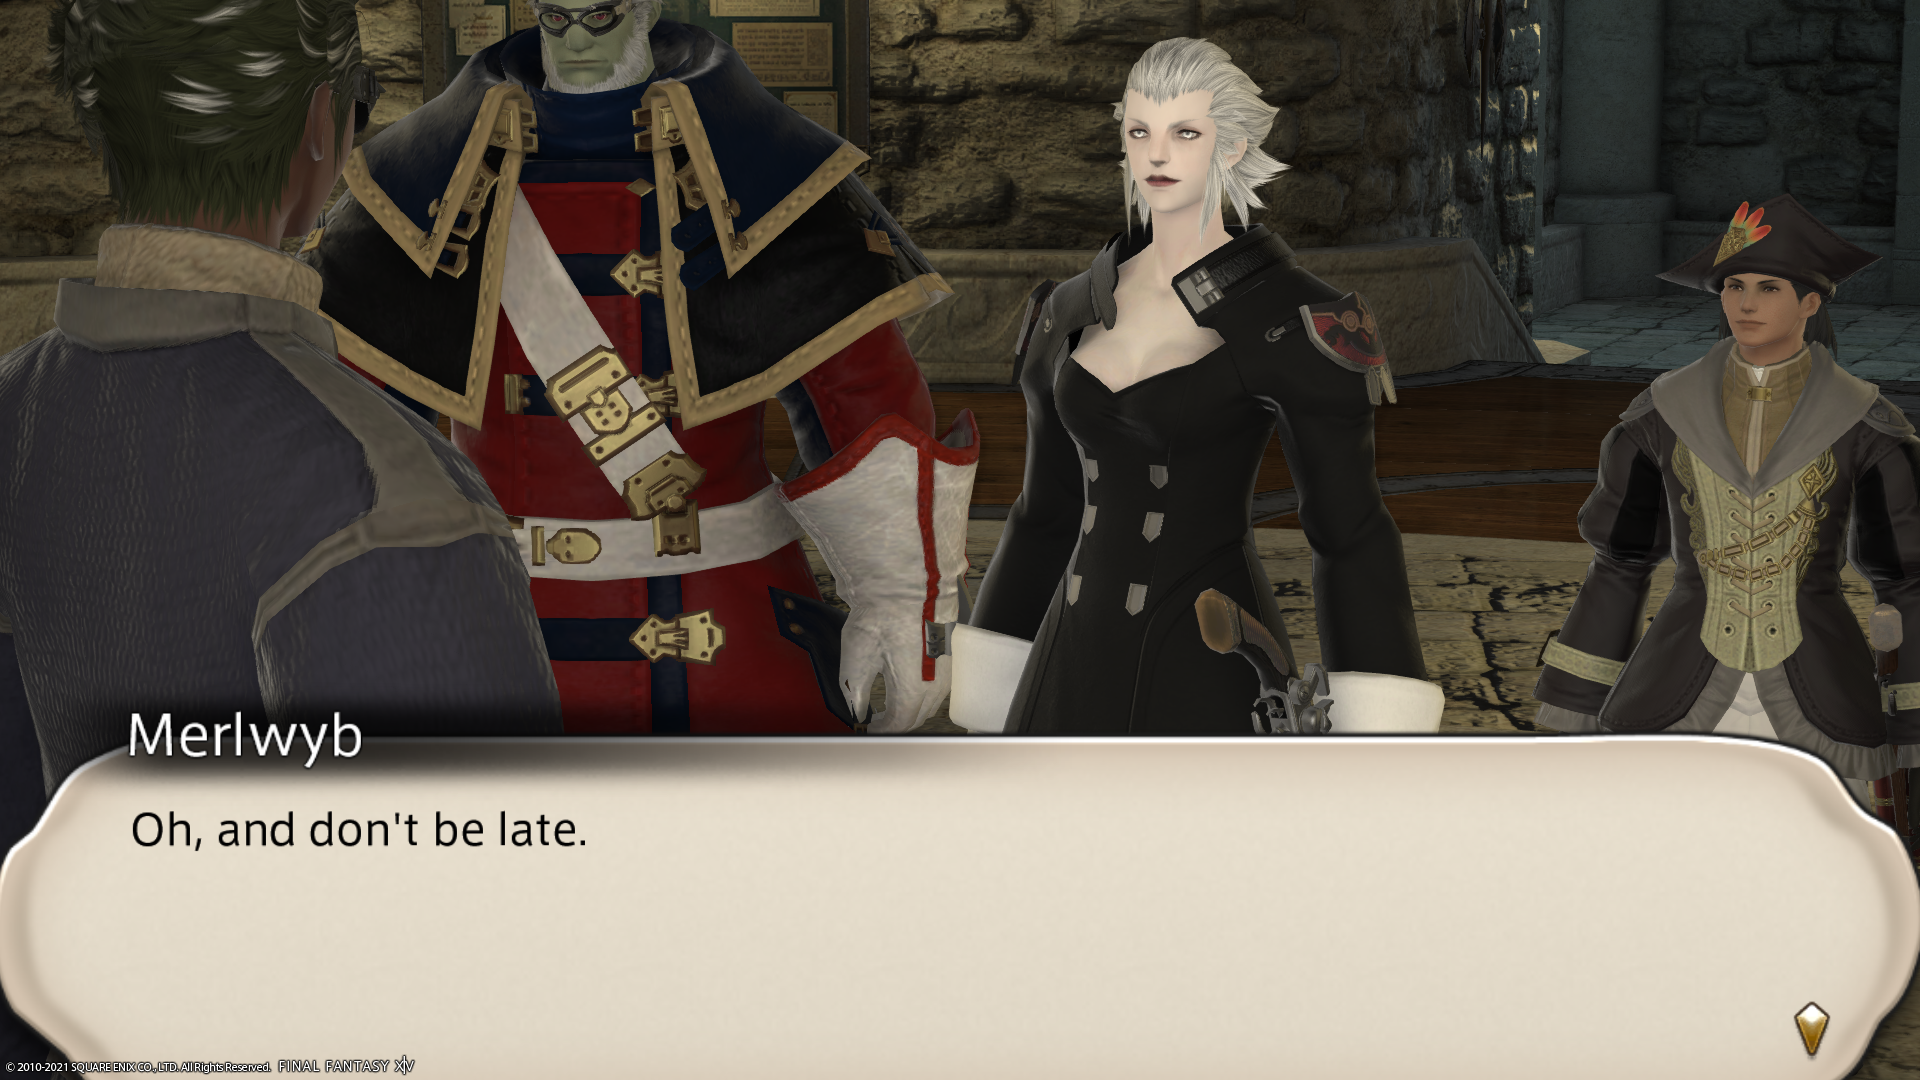 Merlwyb
Oh, and don't be late.
© 2010-2021 SQUARE ENIX CO., LTD. All Rights Reserved. FINAL FANTASY XIV